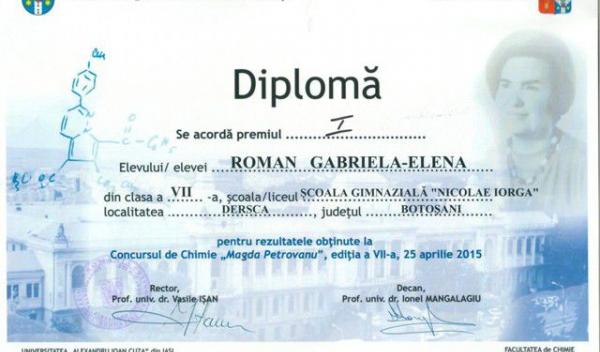 Diplomă
Se acordă premiul ............ I ............
Elevului/ elevei ROMAN GABRIELA-ELENA
din clasa a VII -a, școala/liceul ȘCOALA GIMNAZIALĂ "NICOLAE IORGA"
localitatea DERSCA, județul BOTOȘANI
pentru rezultatele obținute la
Concursul de Chimie „Magda Petrovanu”, ediția a VII-a, 25 aprilie 2015
Rector, Decan,
Prof. univ. dr. Vasile IȘAN Prof. univ. dr. Ionel MANGALAGIU
UNIVERSITATEA „ALEXANDRU IOAN CUZA” din IAȘI FACULTATEA de CHIMIE